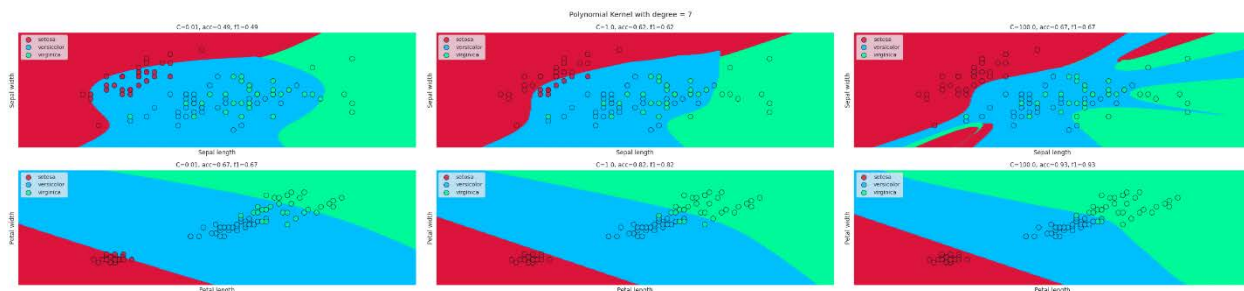 Polynomial Kernel with degree = 7
C=0.01, acc=0.49, f1=0.49
setosa
versicolor
virginica
Sepal width
Sepal length
C=1.0, acc=0.62, f1=0.62
setosa
versicolor
virginica
Sepal width
Sepal length
C=100.0, acc=0.67, f1=0.67
setosa
versicolor
virginica
Sepal width
Sepal length
C=0.01, acc=0.67, f1=0.67
setosa
versicolor
virginica
Petal width
Petal length
C=1.0, acc=0.82, f1=0.82
setosa
versicolor
virginica
Petal width
Petal length
C=100.0, acc=0.93, f1=0.93
setosa
versicolor
virginica
Petal width
Petal length